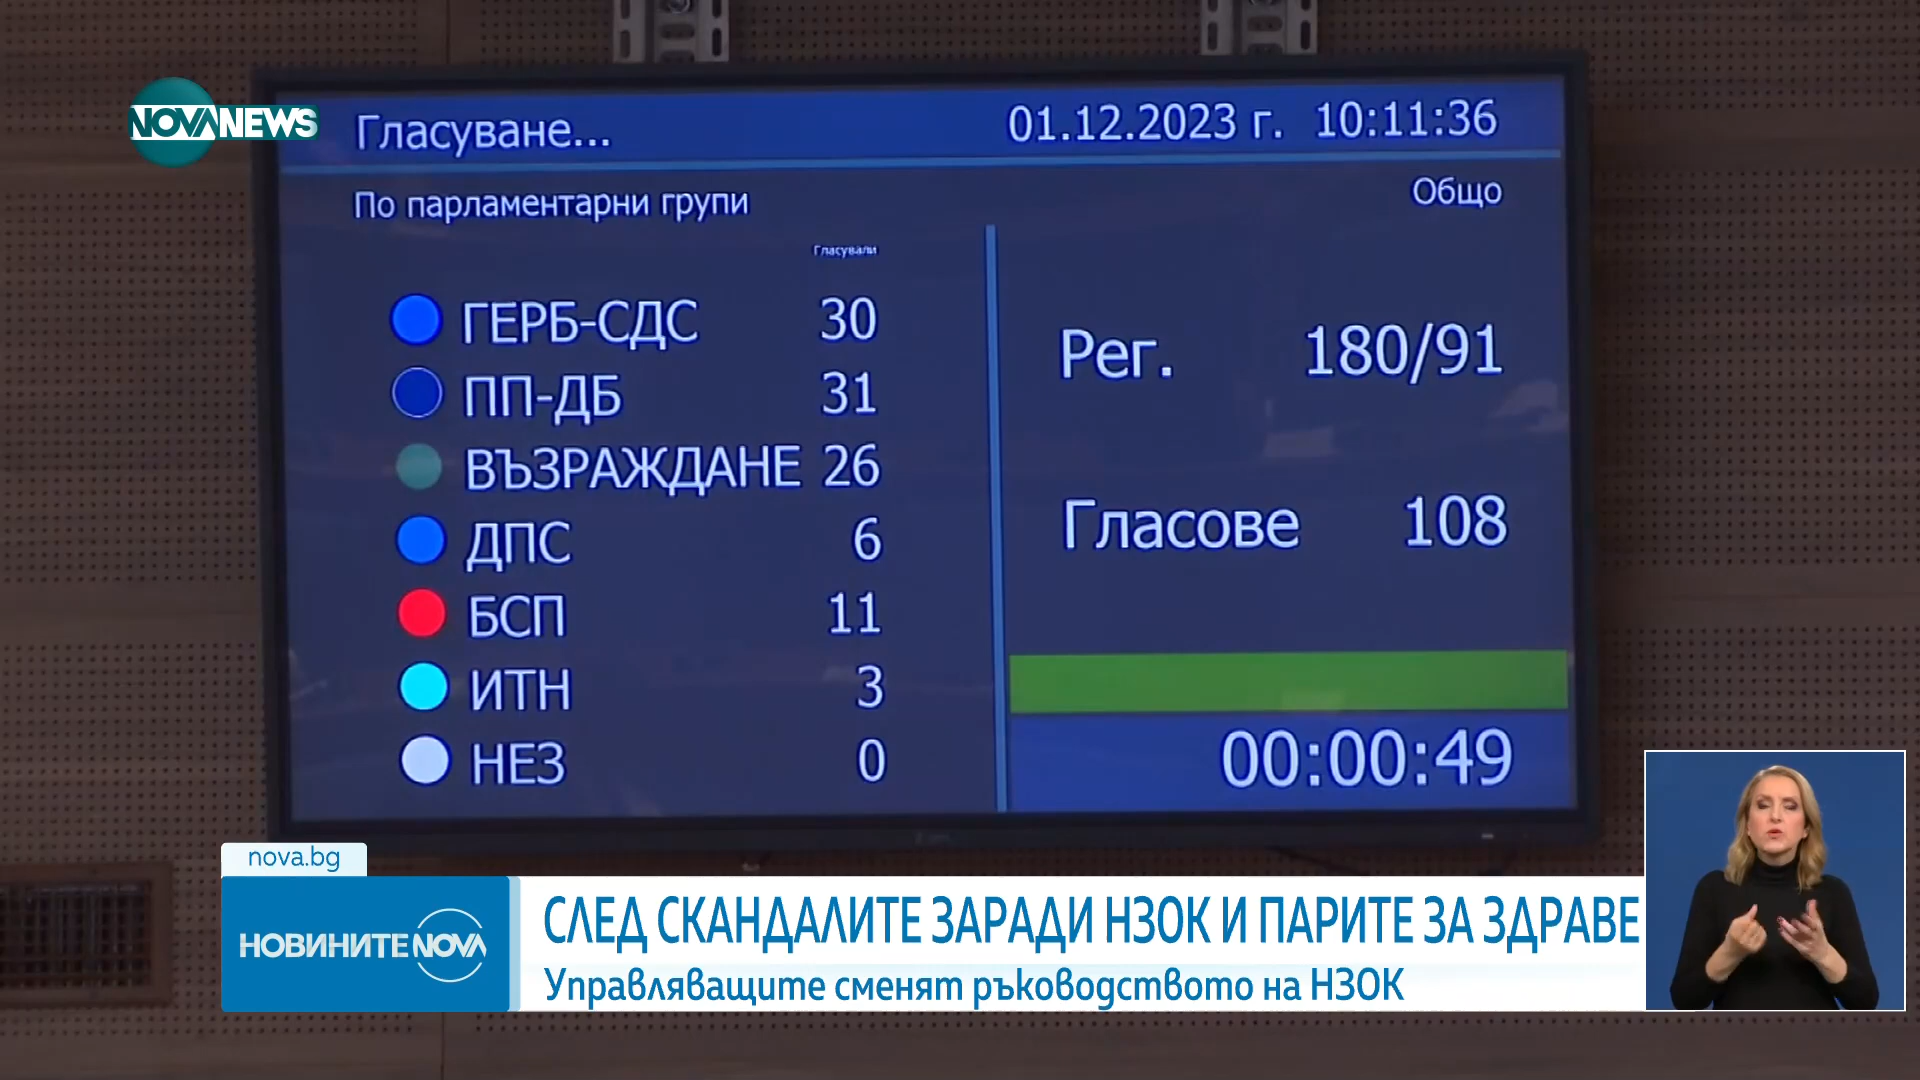 NOVANEWS
Гласуване... 01.12.2023 г. 10:11:36
По парламентарни групи Общо
Гласували
ГЕРБ-СДС 30
ПП-ДБ 31
ВЪЗРАЖДАНЕ 26
ДПС 6
БСП 11
ИТН 3
НЕЗ 0
Рег. 180/91
Гласове 108
00:00:49
nova.bg
НОВИНИТЕ NOVA
СЛЕД СКАНДАЛИТЕ ЗАРАДИ НЗОК И ПАРИТЕ ЗА ЗДРАВЕ
Управляващите сменят ръководството на НЗОК